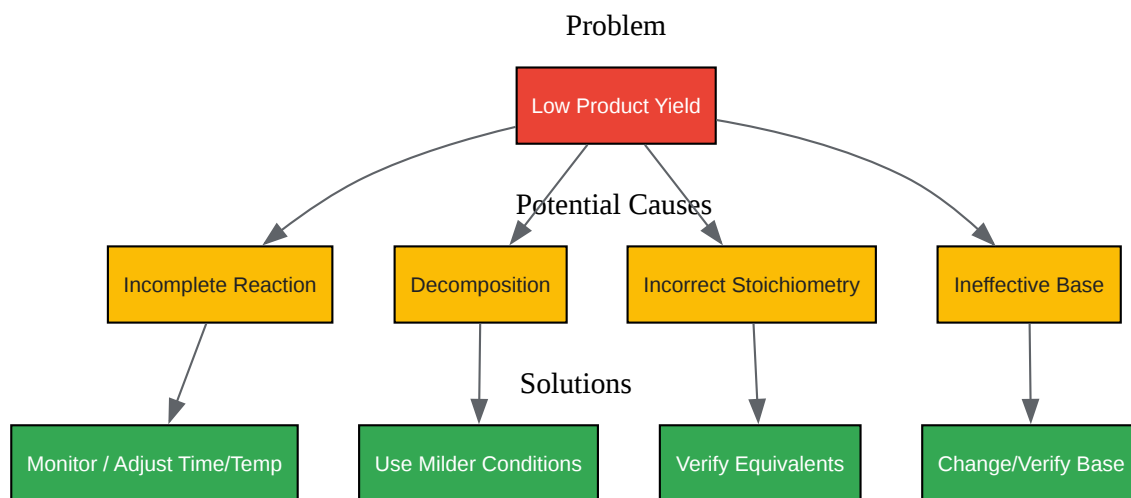 Problem
Low Product Yield
Potential Causes
Incomplete Reaction
Decomposition
Incorrect Stoichiometry
Ineffective Base
Solutions
Monitor / Adjust Time/Temp
Use Milder Conditions
Verify Equivalents
Change/Verify Base